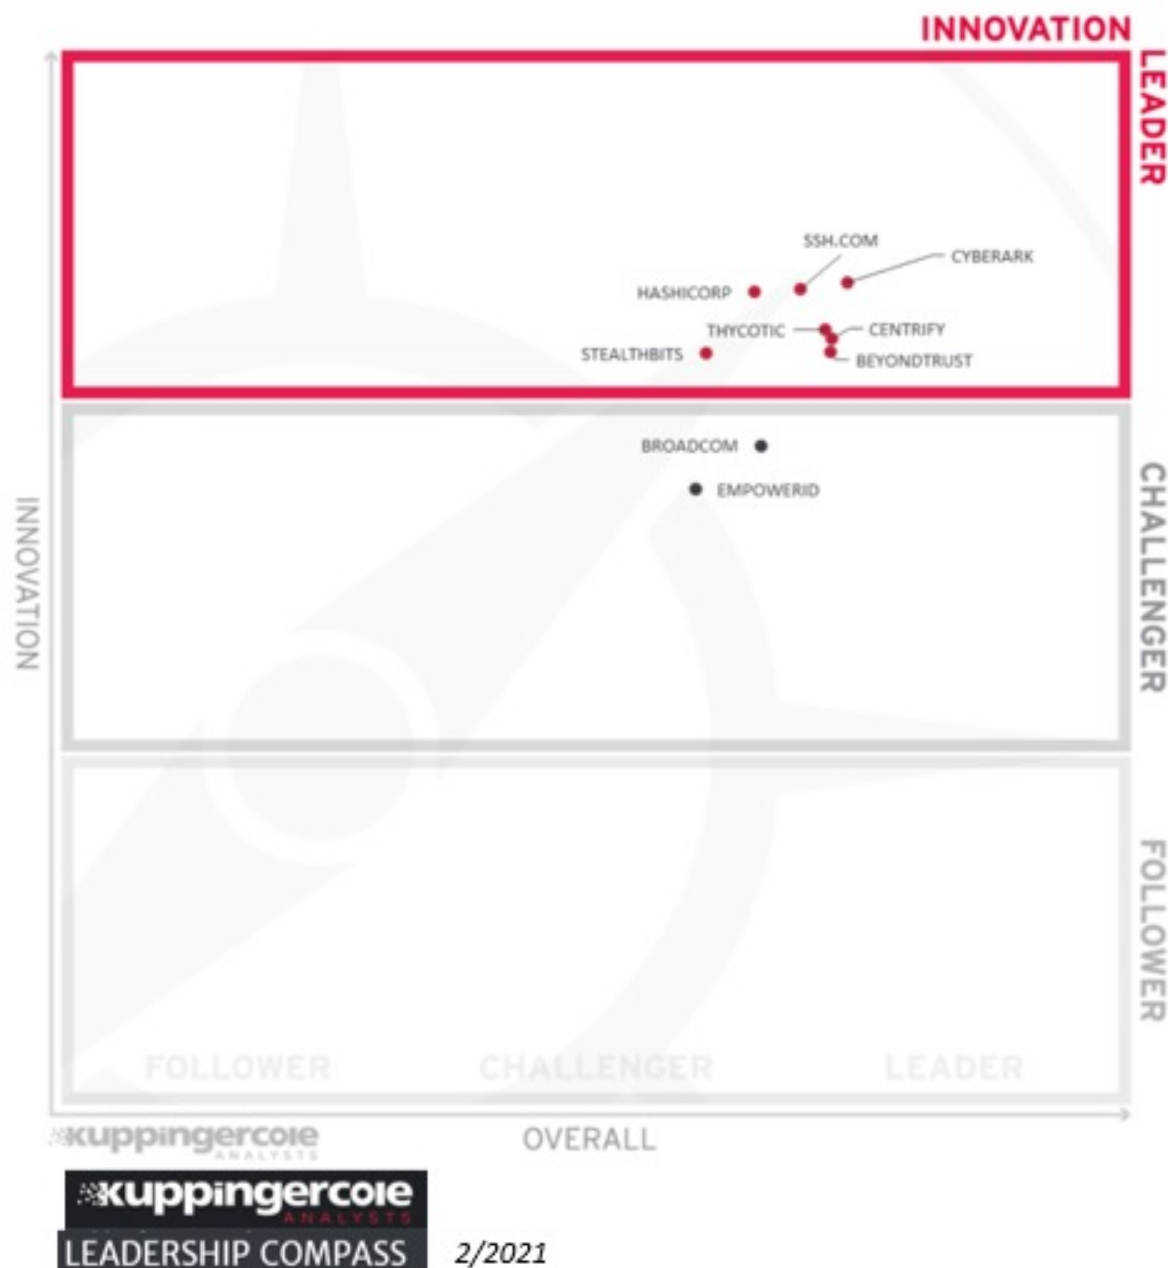 INNOVATION
LEADER
SSH.COM
CYBERARK
HASHICORP
THYCOTIC
CENTRIFY
STEALTHBITS
BEYONDTRUST
BROADCOM
EMPOWERID
CHALLENGER
INNOVATION
FOLLOWER
FOLLOWER CHALLENGER LEADER
kuppingercole
ANALYSTS
OVERALL
kuppingercole
ANALYSTS
LEADERSHIP COMPASS 2/2021